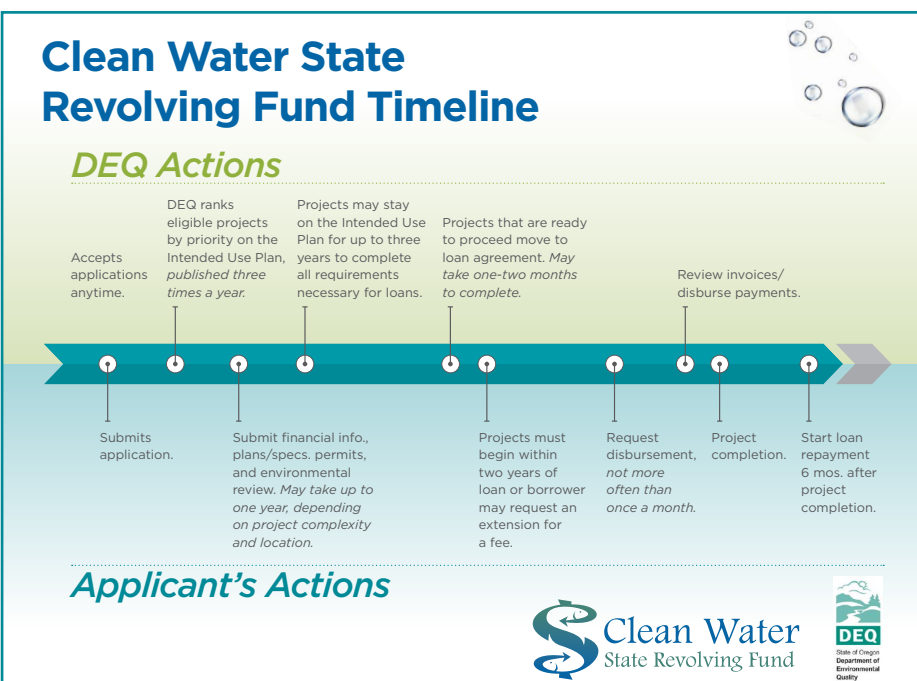 Clean Water State
Revolving Fund Timeline
DEQ Actions
Accepts
applications
anytime.
DEQ ranks
eligible projects
by priority on the
Intended Use Plan,
published three
times a year.
Projects may stay
on the Intended Use
Plan for up to three
years to complete
all requirements
necessary for loans.
Projects that are ready
to proceed move to
loan agreement. May
take one-two months
to complete.
Review invoices/
disburse payments.
Submits
application.
Submit financial info.,
plans/specs. permits,
and environmental
review. May take up to
one year, depending
on project complexity
and location.
Projects must
begin within
two years of
loan or borrower
may request an
extension for
a fee.
Request
disbursement,
not more
often than
once a month.
Project
completion.
Start loan
repayment
6 mos. after
project
completion.
Applicant's Actions
Clean Water
State Revolving Fund
DEQ
State of Oregon
Department of
Environmental
Quality